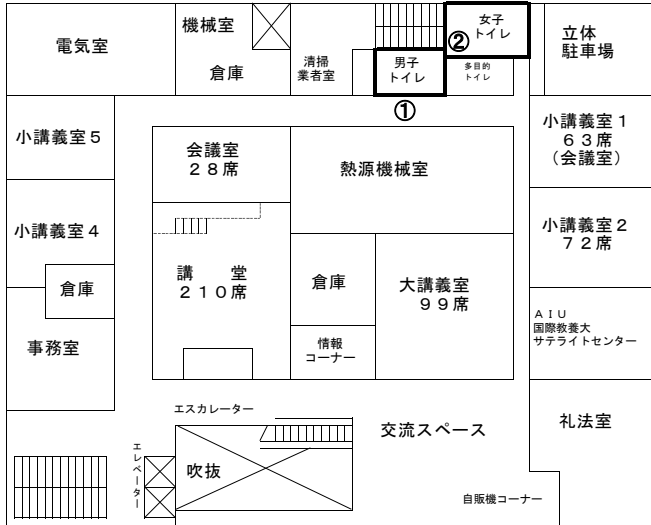 電気室
機械室
倉庫
清掃
業者室
男子
トイレ
①
②
女子
トイレ
多目的
トイレ
立体
駐車場
小講義室５
会議室
２８席
熱源機械室
小講義室１
６３席
（会議室）
小講義室４
倉庫
講　堂
２１０席
倉庫
大講義室
９９席
小講義室２
７２席
事務室
情報
コーナー
ＡＩＵ
国際教養大
サテライトセンター
エスカレーター
交流スペース
礼法室
エレベーター
吹抜
自販機コーナー